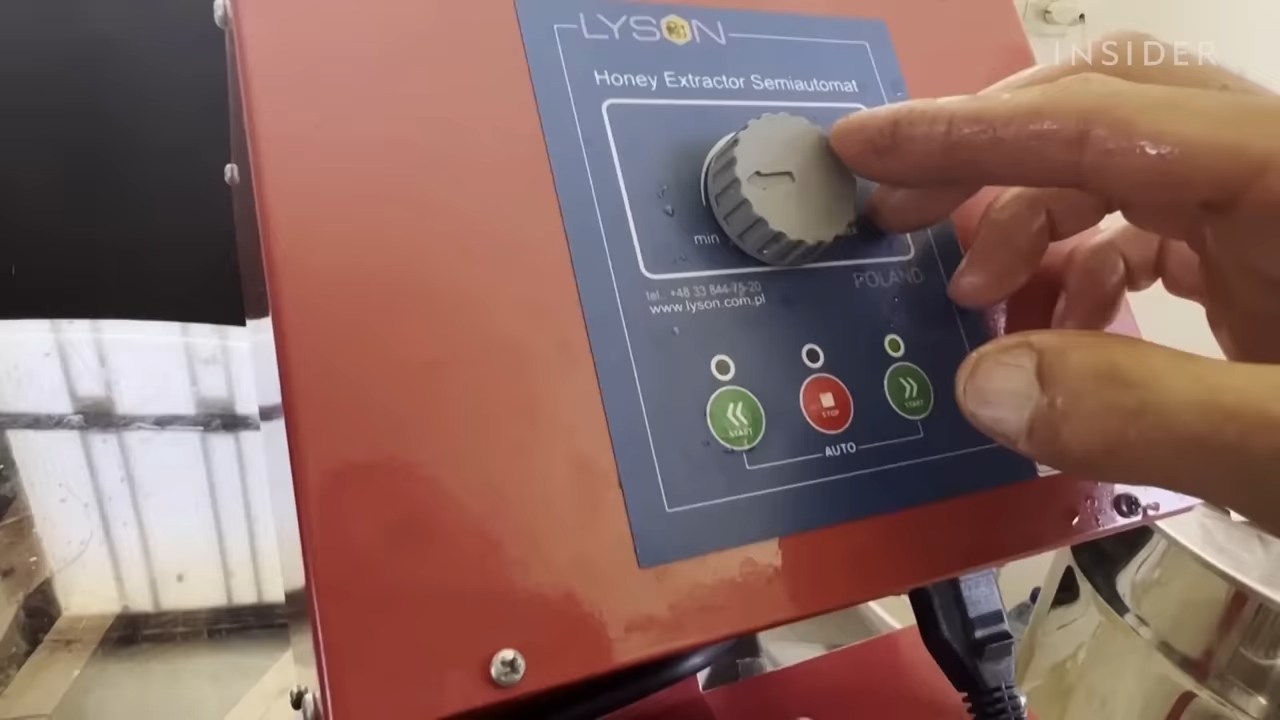 LYSON
INSIDER
Honey Extractor Semiautomat
min
POLAND
tel.: +48 33 844-75-20
www.lyson.com.pl
START
STOP
START
AUTO